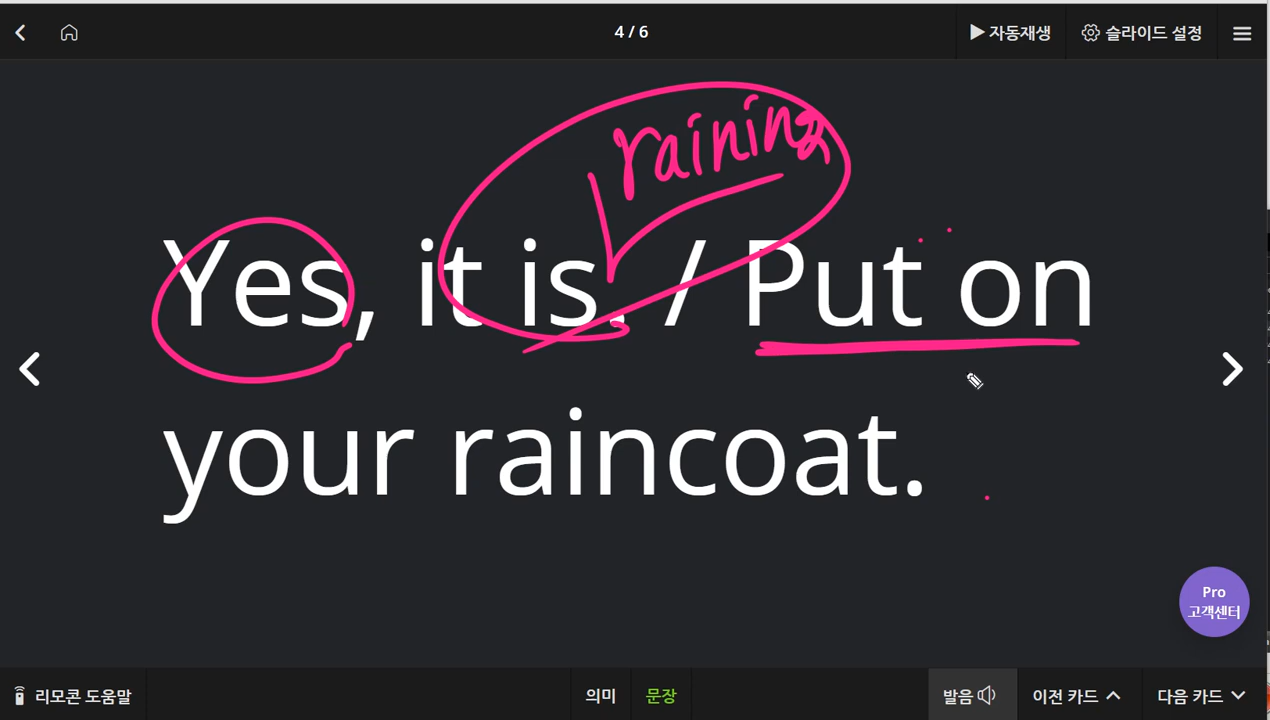 4 / 6
자동재생
슬라이드 설정
raining
Yes, it is. / Put on
your raincoat.
Pro
고객센터
리모콘 도움말
의미
문장
발음
이전 카드
다음 카드